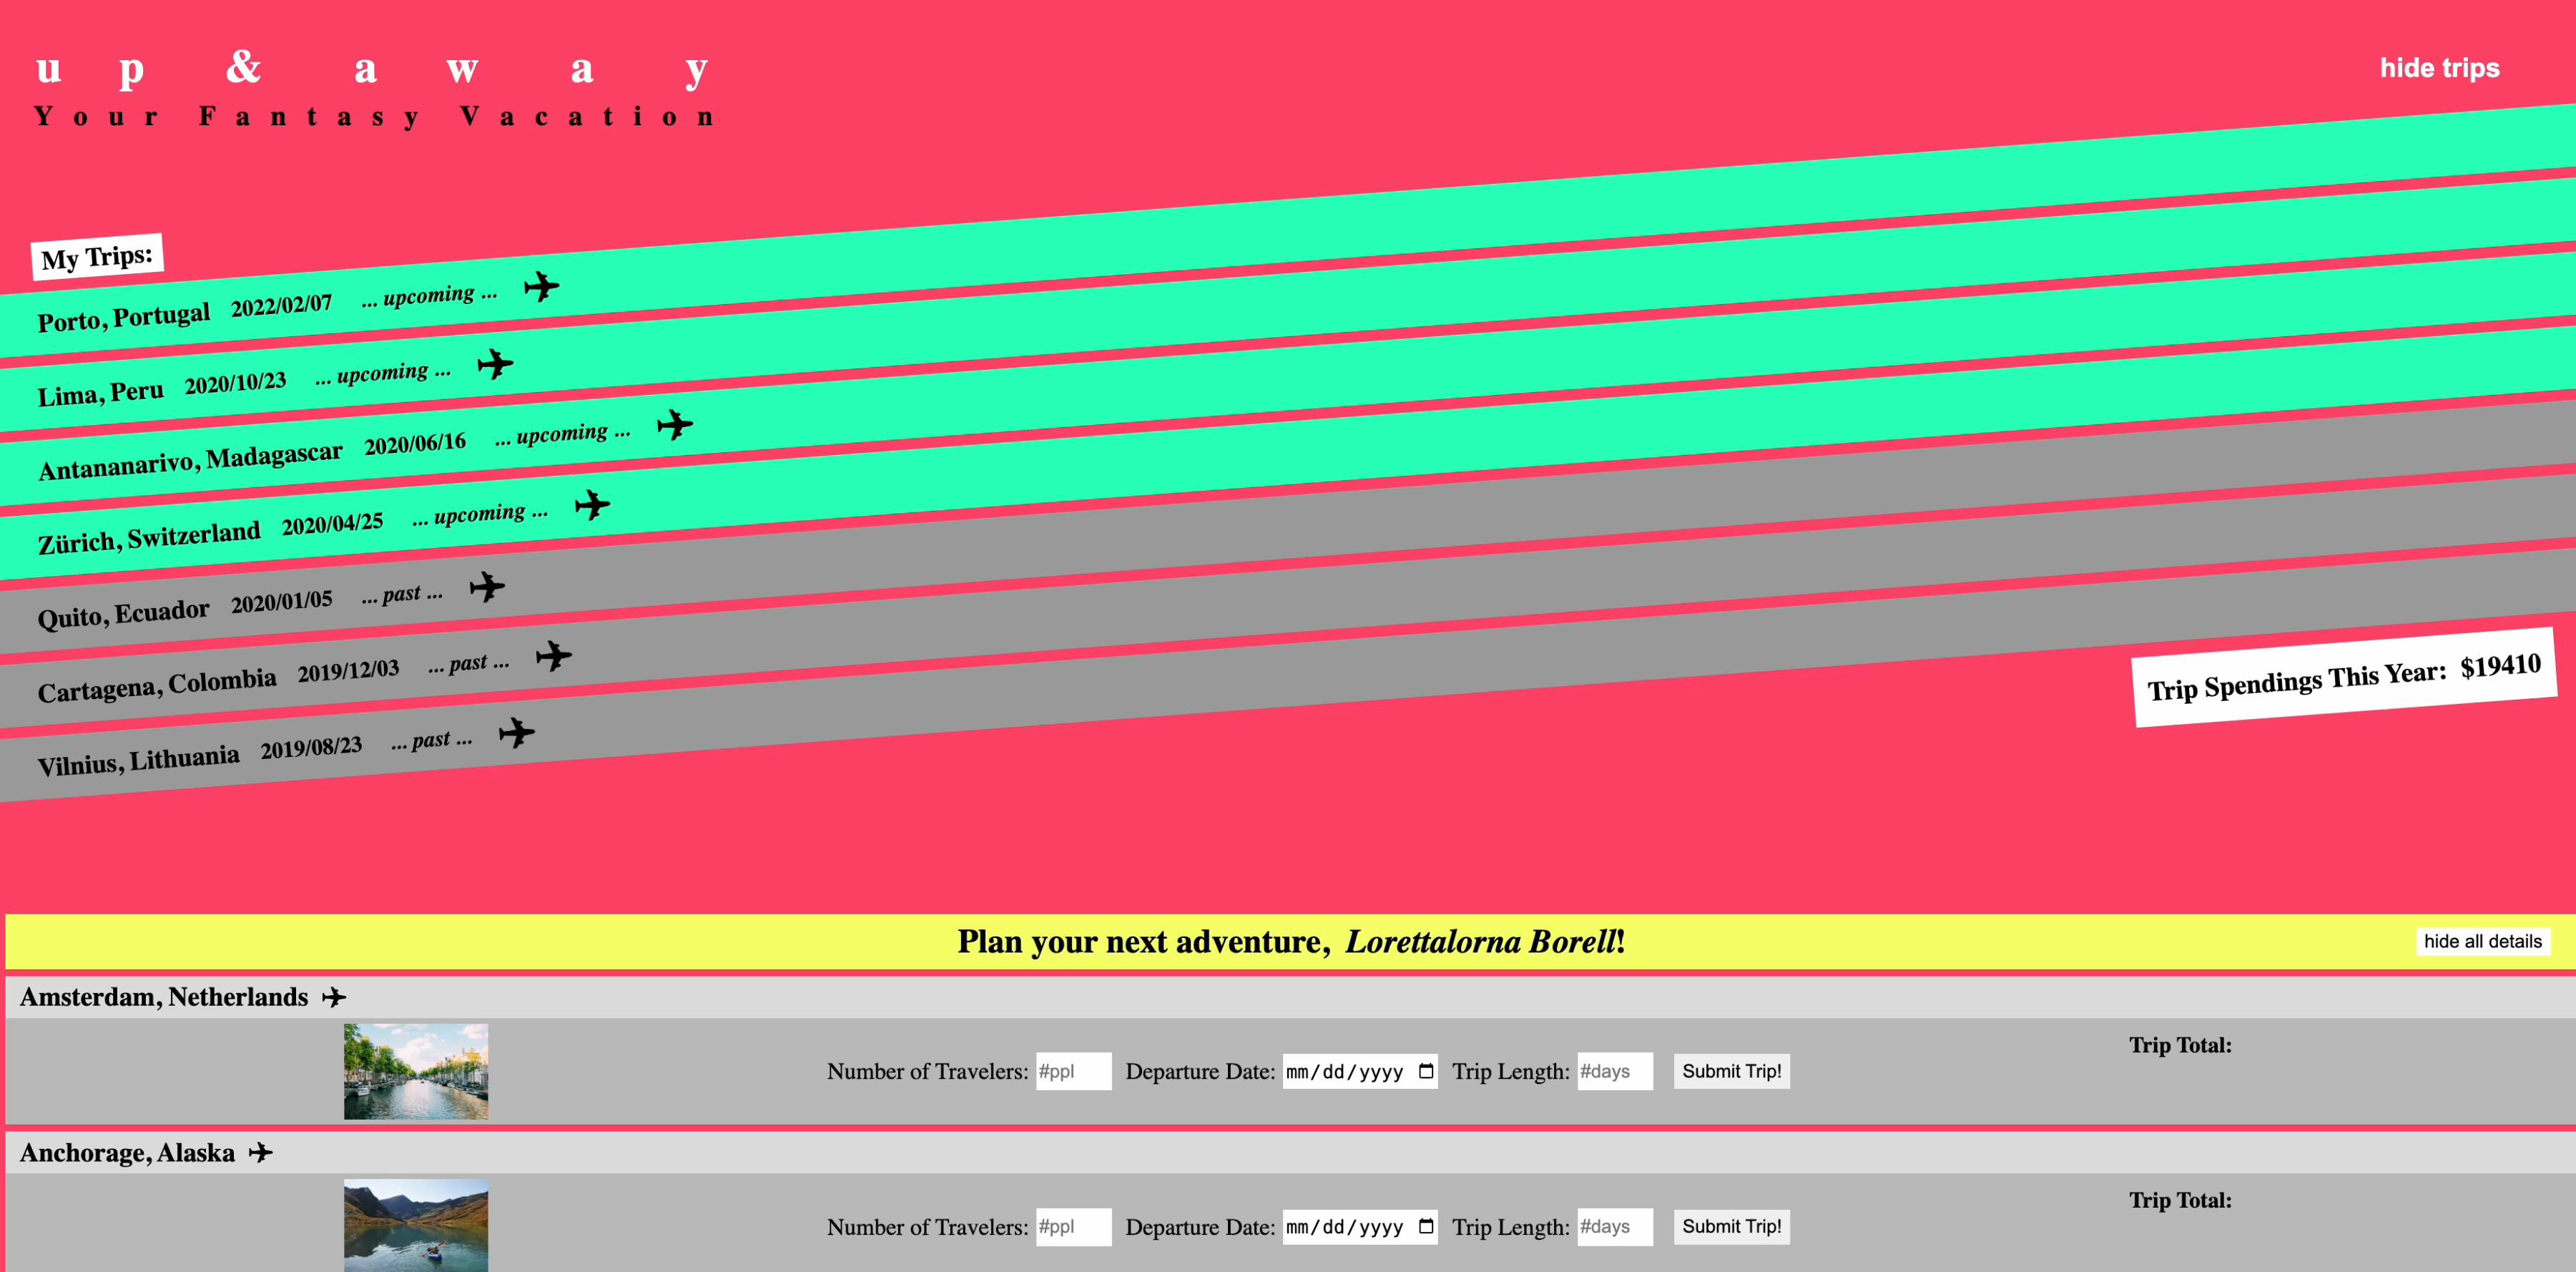 up & away
hide trips
Your Fantasy Vacation
My Trips:
Porto, Portugal 2022/02/07 ... upcoming ...
Lima, Peru 2020/10/23 ... upcoming ...
Antananarivo, Madagascar 2020/06/16 ... upcoming ...
Zürich, Switzerland 2020/04/25 ... upcoming ...
Quito, Ecuador 2020/01/05 ... past ...
Cartagena, Colombia 2019/12/03 ... past ...
Vilnius, Lithuania 2019/08/23 ... past ...
Trip Spendings This Year: $19410
Plan your next adventure, Lorettalorna Borell!
hide all details
Amsterdam, Netherlands
Number of Travelers: #ppl Departure Date: mm/dd/yyyy Trip Length: #days Submit Trip!
Trip Total:
Anchorage, Alaska
Number of Travelers: #ppl Departure Date: mm/dd/yyyy Trip Length: #days Submit Trip!
Trip Total: